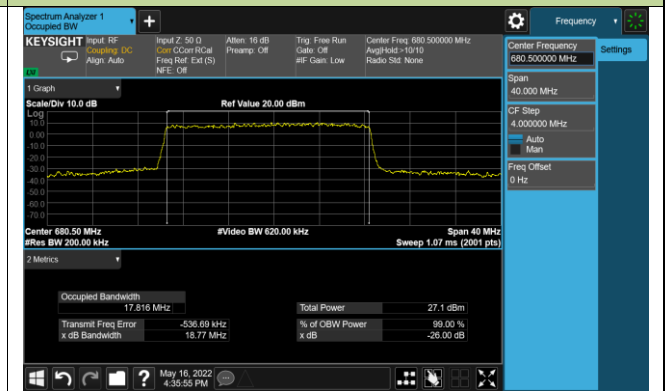 Spectrum Analyzer 1
Occupied BW
+
Frequency
KEYSIGHT
Input: RF
Coupling: DC
Align: Auto
Input Z: 50 Ω
Corr CCorr RCal
Freq Ref: Ext (S)
NFE: Off
Atten: 16 dB
Preamp: Off
Trig: Free Run
Gate: Off
#IF Gain: Low
Center Freq: 680.500000 MHz
Avg|Hold:>10/10
Radio Std: None
Center Frequency
680.500000 MHz
Settings
Span
40.000 MHz
CF Step
4.000000 MHz
Auto
Man
Freq Offset
0 Hz
1 Graph
Scale/Div 10.0 dB
Ref Value 20.00 dBm
Log
10.0
0.00
-10.0
-20.0
-30.0
-40.0
-50.0
-60.0
-70.0
Center 680.50 MHz
#Video BW 620.00 kHz
Span 40 MHz
#Res BW 200.00 kHz
Sweep 1.07 ms (2001 pts)
2 Metrics
Occupied Bandwidth
17.816 MHz
Total Power
27.1 dBm
Transmit Freq Error
-536.69 kHz
% of OBW Power
99.00 %
x dB Bandwidth
18.77 MHz
x dB
-26.00 dB
?
May 16, 2022
4:35:55 PM